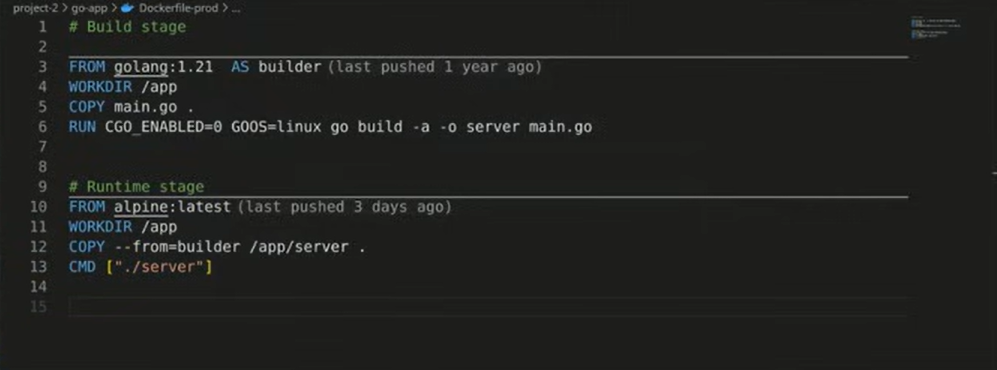 project-2 > go-app > Dockerfile-prod > ...
1 # Build stage
2
3 FROM golang:1.21  AS builder (last pushed 1 year ago)
4 WORKDIR /app
5 COPY main.go .
6 RUN CGO_ENABLED=0 GOOS=linux go build -a -o server main.go
7
8
9 # Runtime stage
10 FROM alpine:latest (last pushed 3 days ago)
11 WORKDIR /app
12 COPY --from=builder /app/server .
13 CMD ["./server"]
14
15